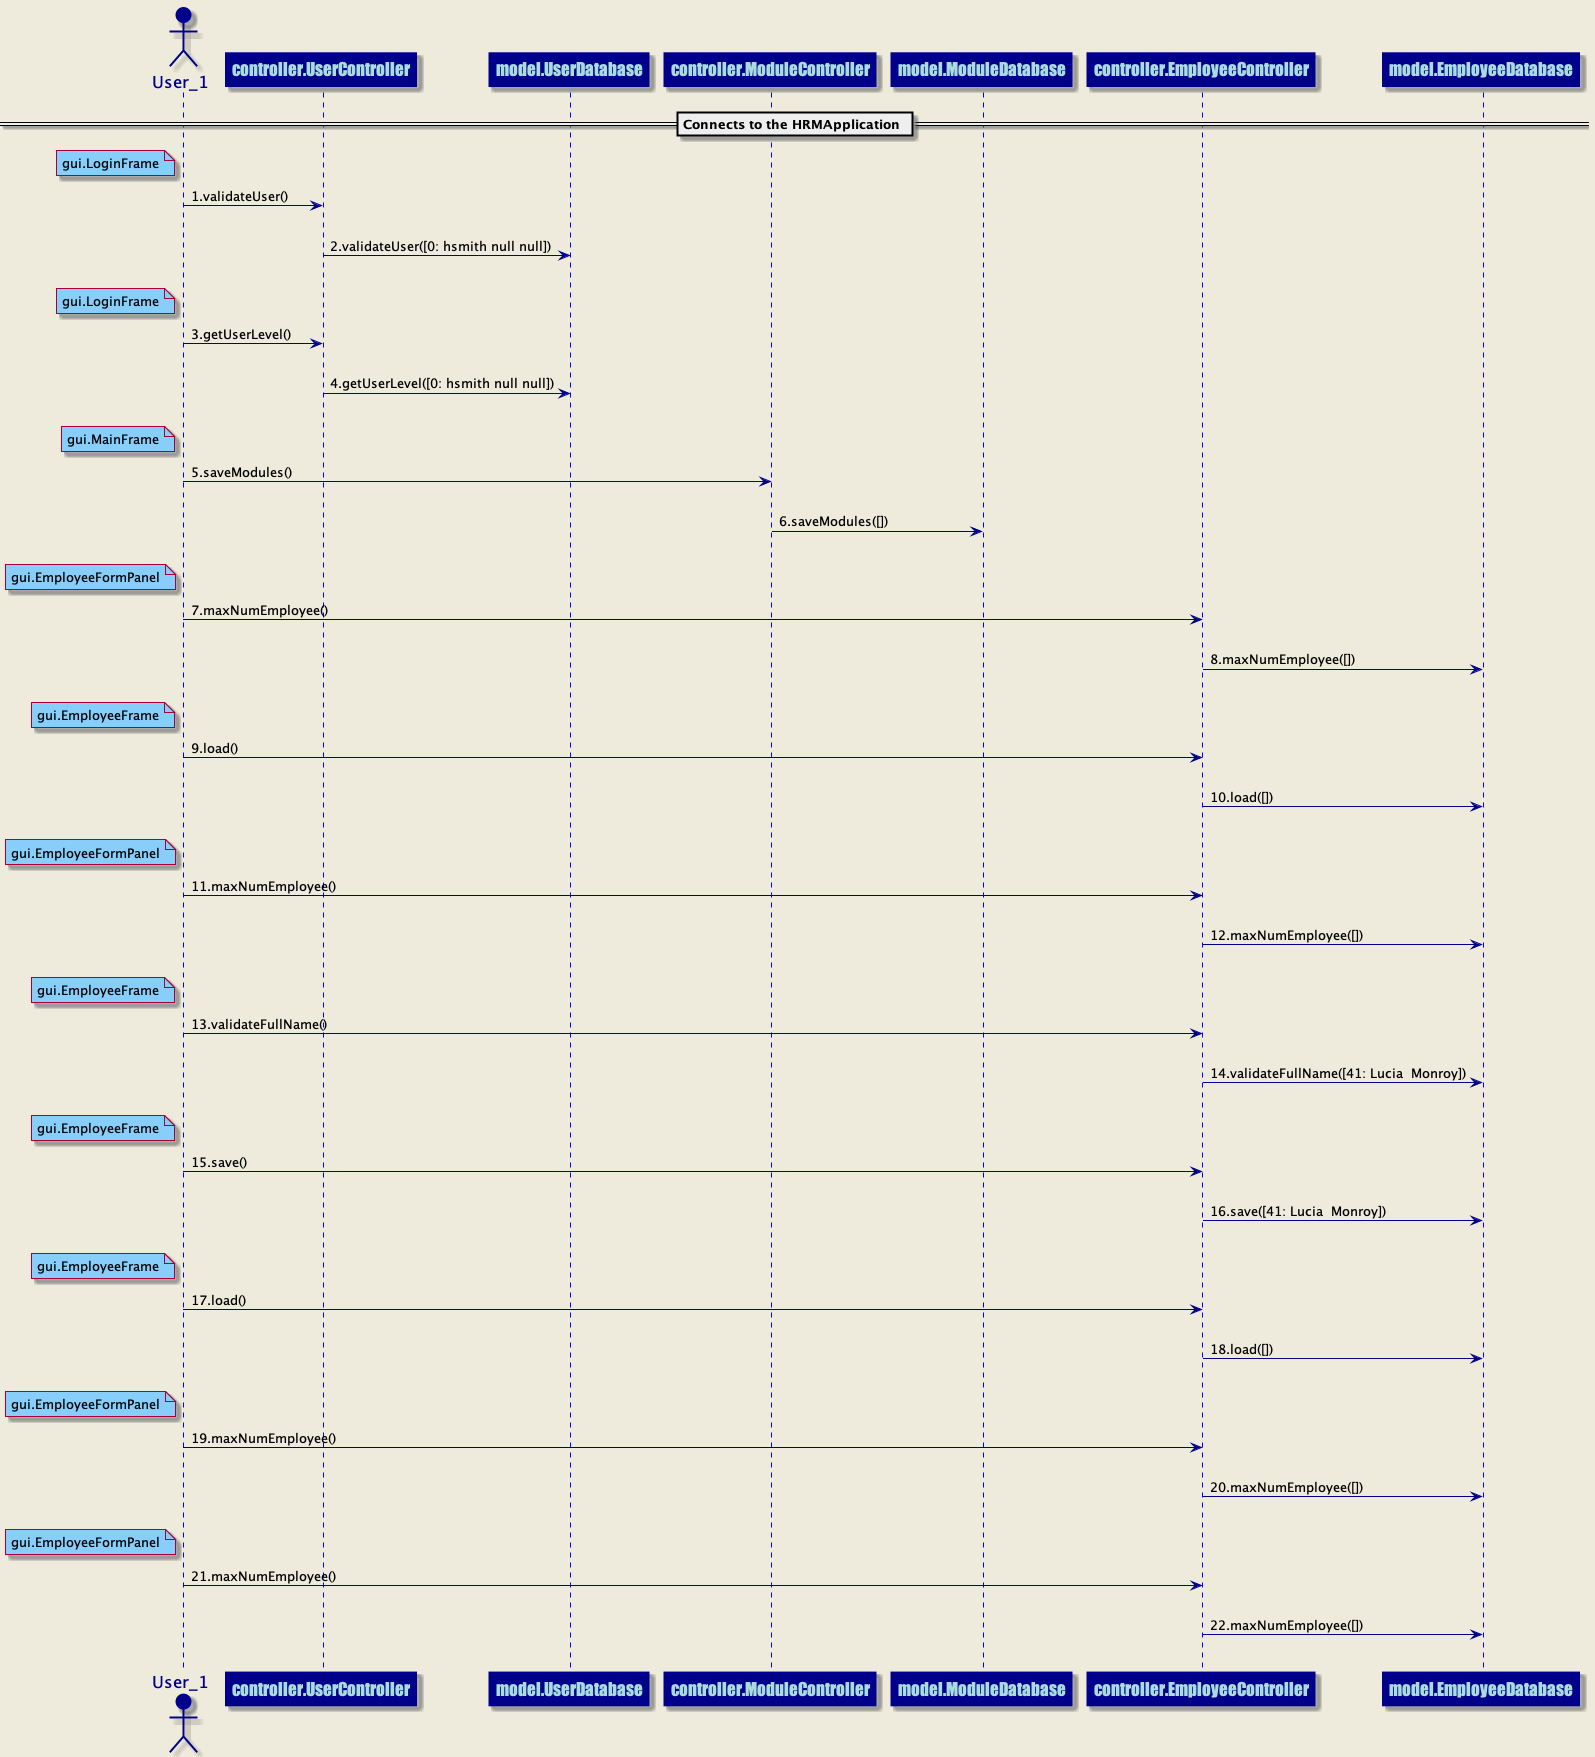 User_1
controller.UserController
model.UserDatabase
controller.ModuleController
model.ModuleDatabase
controller.EmployeeController
model.EmployeeDatabase
Connects to the HRMApplication
gui.LoginFrame
1.validateUser()
2.validateUser([0: hsmith null null])
gui.LoginFrame
3.getUserLevel()
4.getUserLevel([0: hsmith null null])
gui.MainFrame
5.saveModules()
6.saveModules([])
gui.EmployeeFormPanel
7.maxNumEmployee()
8.maxNumEmployee([])
gui.EmployeeFrame
9.load()
10.load([])
gui.EmployeeFormPanel
11.maxNumEmployee()
12.maxNumEmployee([])
gui.EmployeeFrame
13.validateFullName()
14.validateFullName([41: Lucia  Monroy])
gui.EmployeeFrame
15.save()
16.save([41: Lucia  Monroy])
gui.EmployeeFrame
17.load()
18.load([])
gui.EmployeeFormPanel
19.maxNumEmployee()
20.maxNumEmployee([])
gui.EmployeeFormPanel
21.maxNumEmployee()
22.maxNumEmployee([])
User_1
controller.UserController
model.UserDatabase
controller.ModuleController
model.ModuleDatabase
controller.EmployeeController
model.EmployeeDatabase